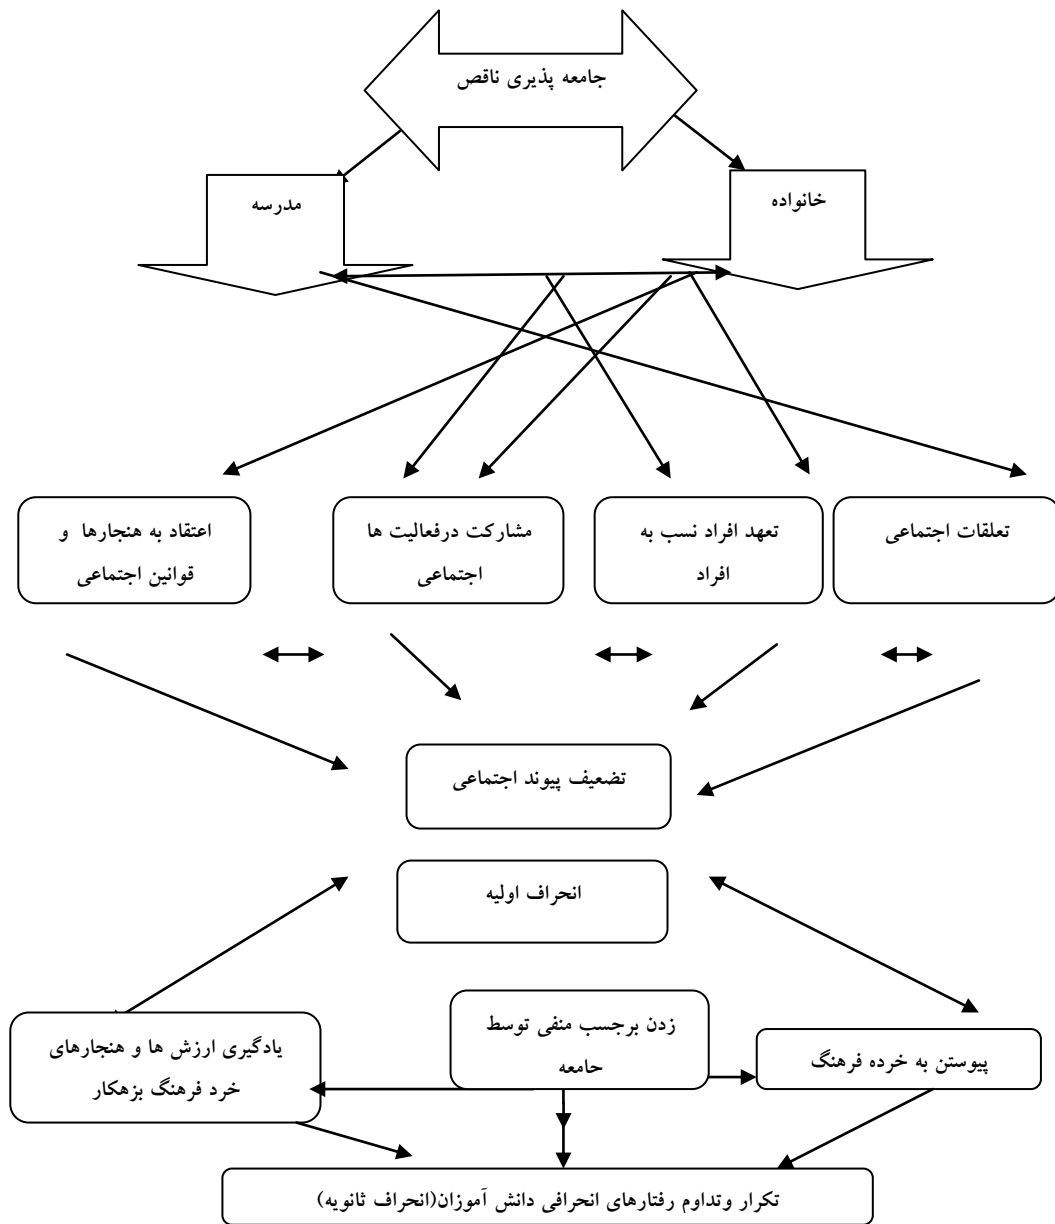 جامعه پذیری ناقص
خانواده
مدرسه
تعلقات اجتماعی
تعهد افراد نسب به
افراد
مشارکت درفعالیت ها
اجتماعی
اعتقاد به هنجارها و
قوانین اجتماعی
تضعیف پیوند اجتماعی
انحراف اولیه
پیوستن به خرده فرهنگ
زدن برجسب منفی توسط
حامعه
یادگیری ارزش ها و هنجارهای
خرد فرهنگ بزهکار
تکرار وتداوم رفتارهای انحرافی دانش آموزان(انحراف ثانویه)